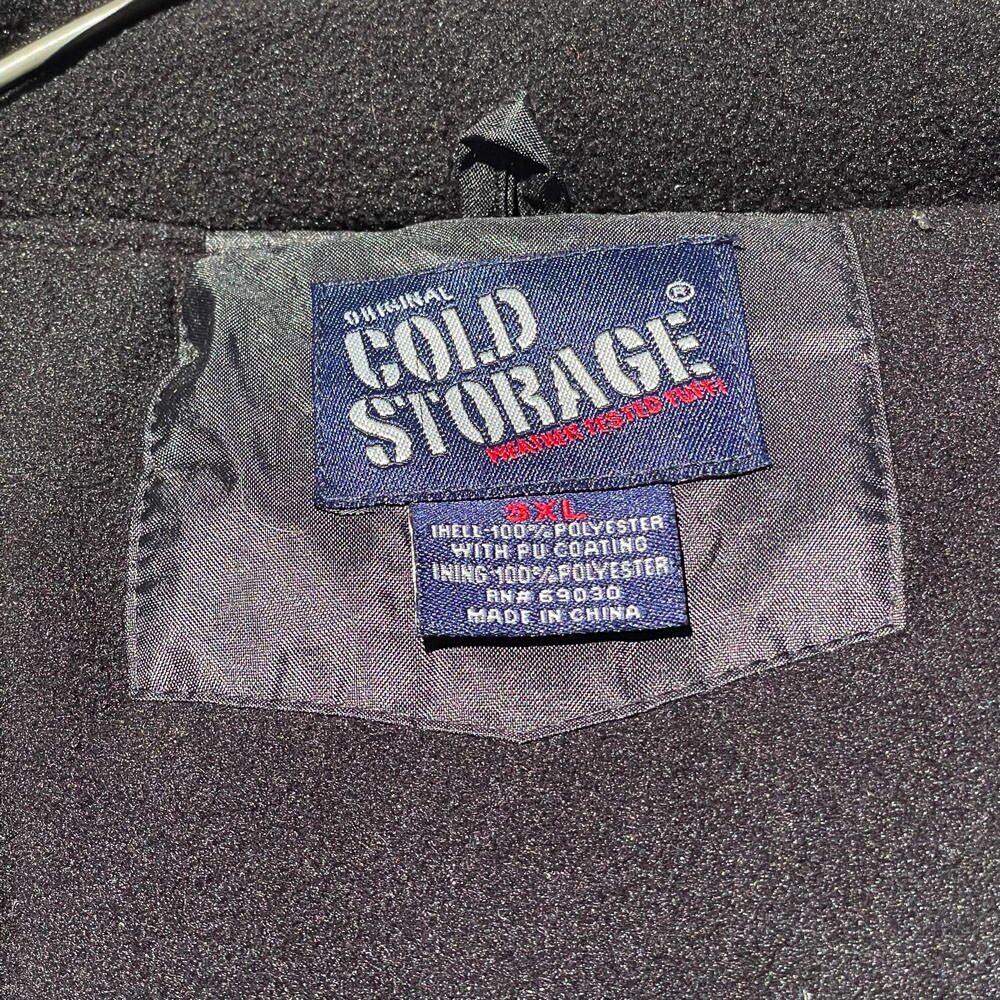 ORIGINAL
COLD ®
STORAGE
WEATHER TESTED TUFF!
3XL
SHELL-100%POLYESTER
WITH PU COATING
LINING-100%POLYESTER
RN# 69030
MADE IN CHINA